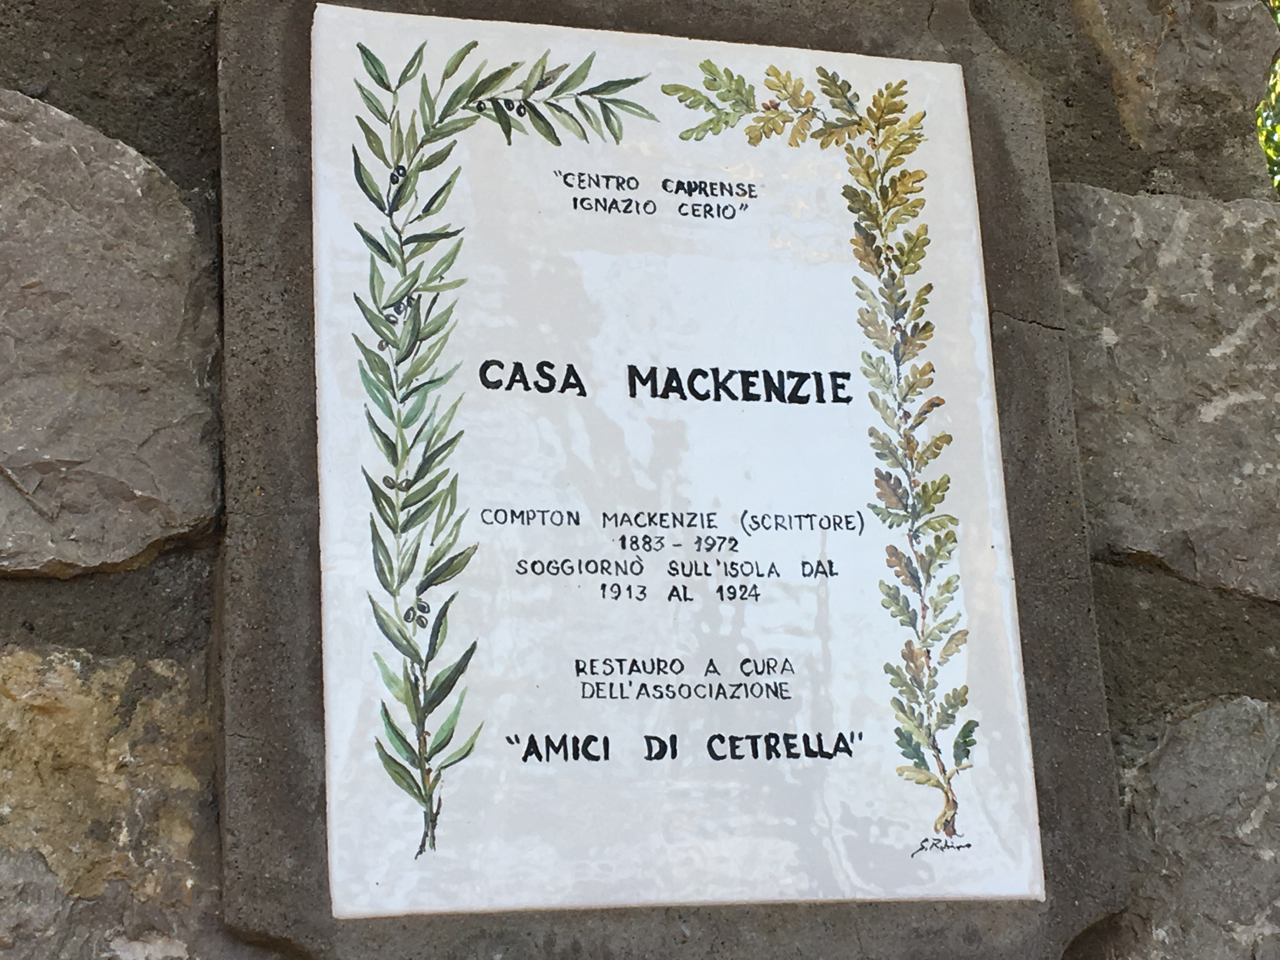 "CENTRO CAPRENSE
IGNAZIO CERIO"
CASA MACKENZIE
COMPTON MACKENZIE (SCRITTORE)
1883 - 1972
SOGGIORNÒ SULL'ISOLA DAL
1913 AL 1924
RESTAURO A CURA
DELL'ASSOCIAZIONE
"AMICI DI CETRELLA"